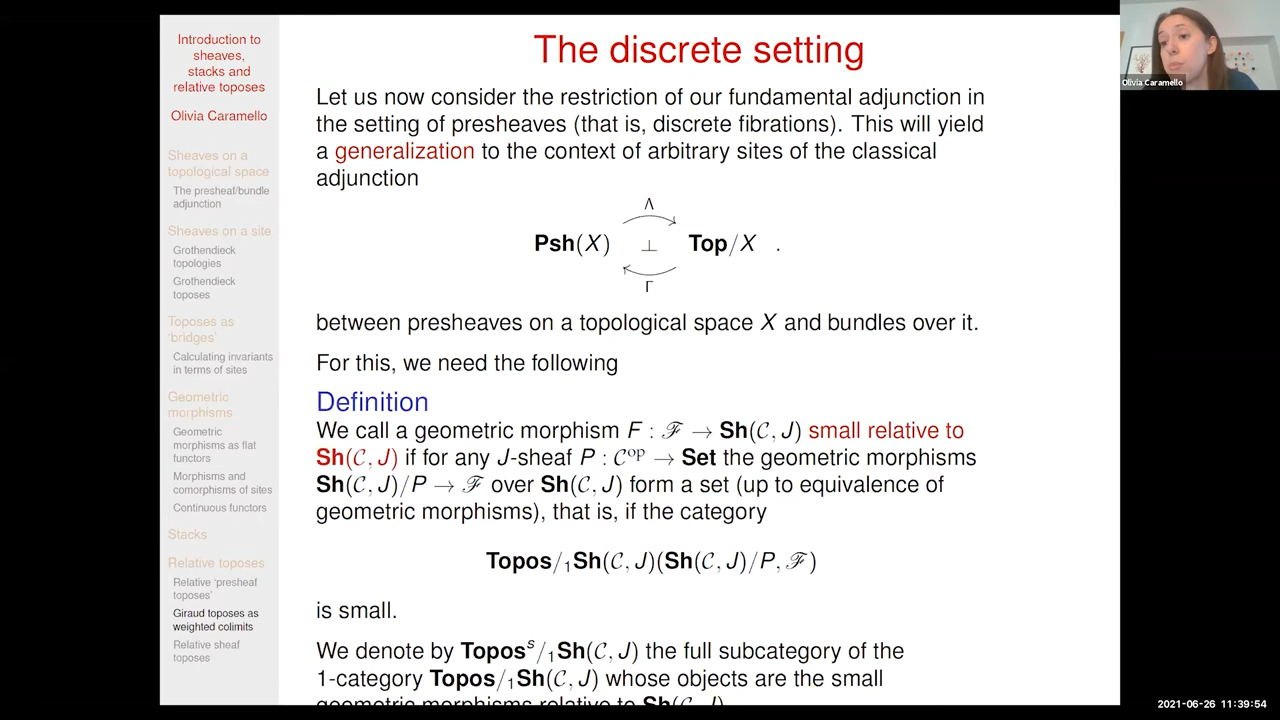 Introduction to
sheaves,
stacks and
relative toposes
Olivia Caramello
Sheaves on a
topological space
The presheaf/bundle
adjunction
Sheaves on a site
Grothendieck
topologies
Grothendieck
toposes
Toposes as
'bridges'
Calculating invariants
in terms of sites
Geometric
morphisms
Geometric
morphisms as flat
functors
Morphisms and
comorphisms of sites
Continuous functors
Stacks
Relative toposes
Relative 'presheaf
toposes'
Giraud toposes as
weighted colimits
Relative sheaf
toposes
The discrete setting
Let us now consider the restriction of our fundamental adjunction in
the setting of presheaves (that is, discrete fibrations). This will yield
a generalization to the context of arbitrary sites of the classical
adjunction
Λ
Psh(X) ⊥ Top/X .
Γ
between presheaves on a topological space X and bundles over it.
For this, we need the following
Definition
We call a geometric morphism F : ℱ → Sh(𝒞, J) small relative to
Sh(𝒞, J) if for any J-sheaf P : 𝒞ᵒᵖ → Set the geometric morphisms
Sh(𝒞, J)/P → ℱ over Sh(𝒞, J) form a set (up to equivalence of
geometric morphisms), that is, if the category
Topos/₁Sh(𝒞, J)(Sh(𝒞, J)/P, ℱ)
is small.
We denote by Toposˢ/₁Sh(𝒞, J) the full subcategory of the
1-category Topos/₁Sh(𝒞, J) whose objects are the small
geometric morphisms relative to Sh(𝒞, J)
Olivia Caramello
2021-06-26 11:39:54